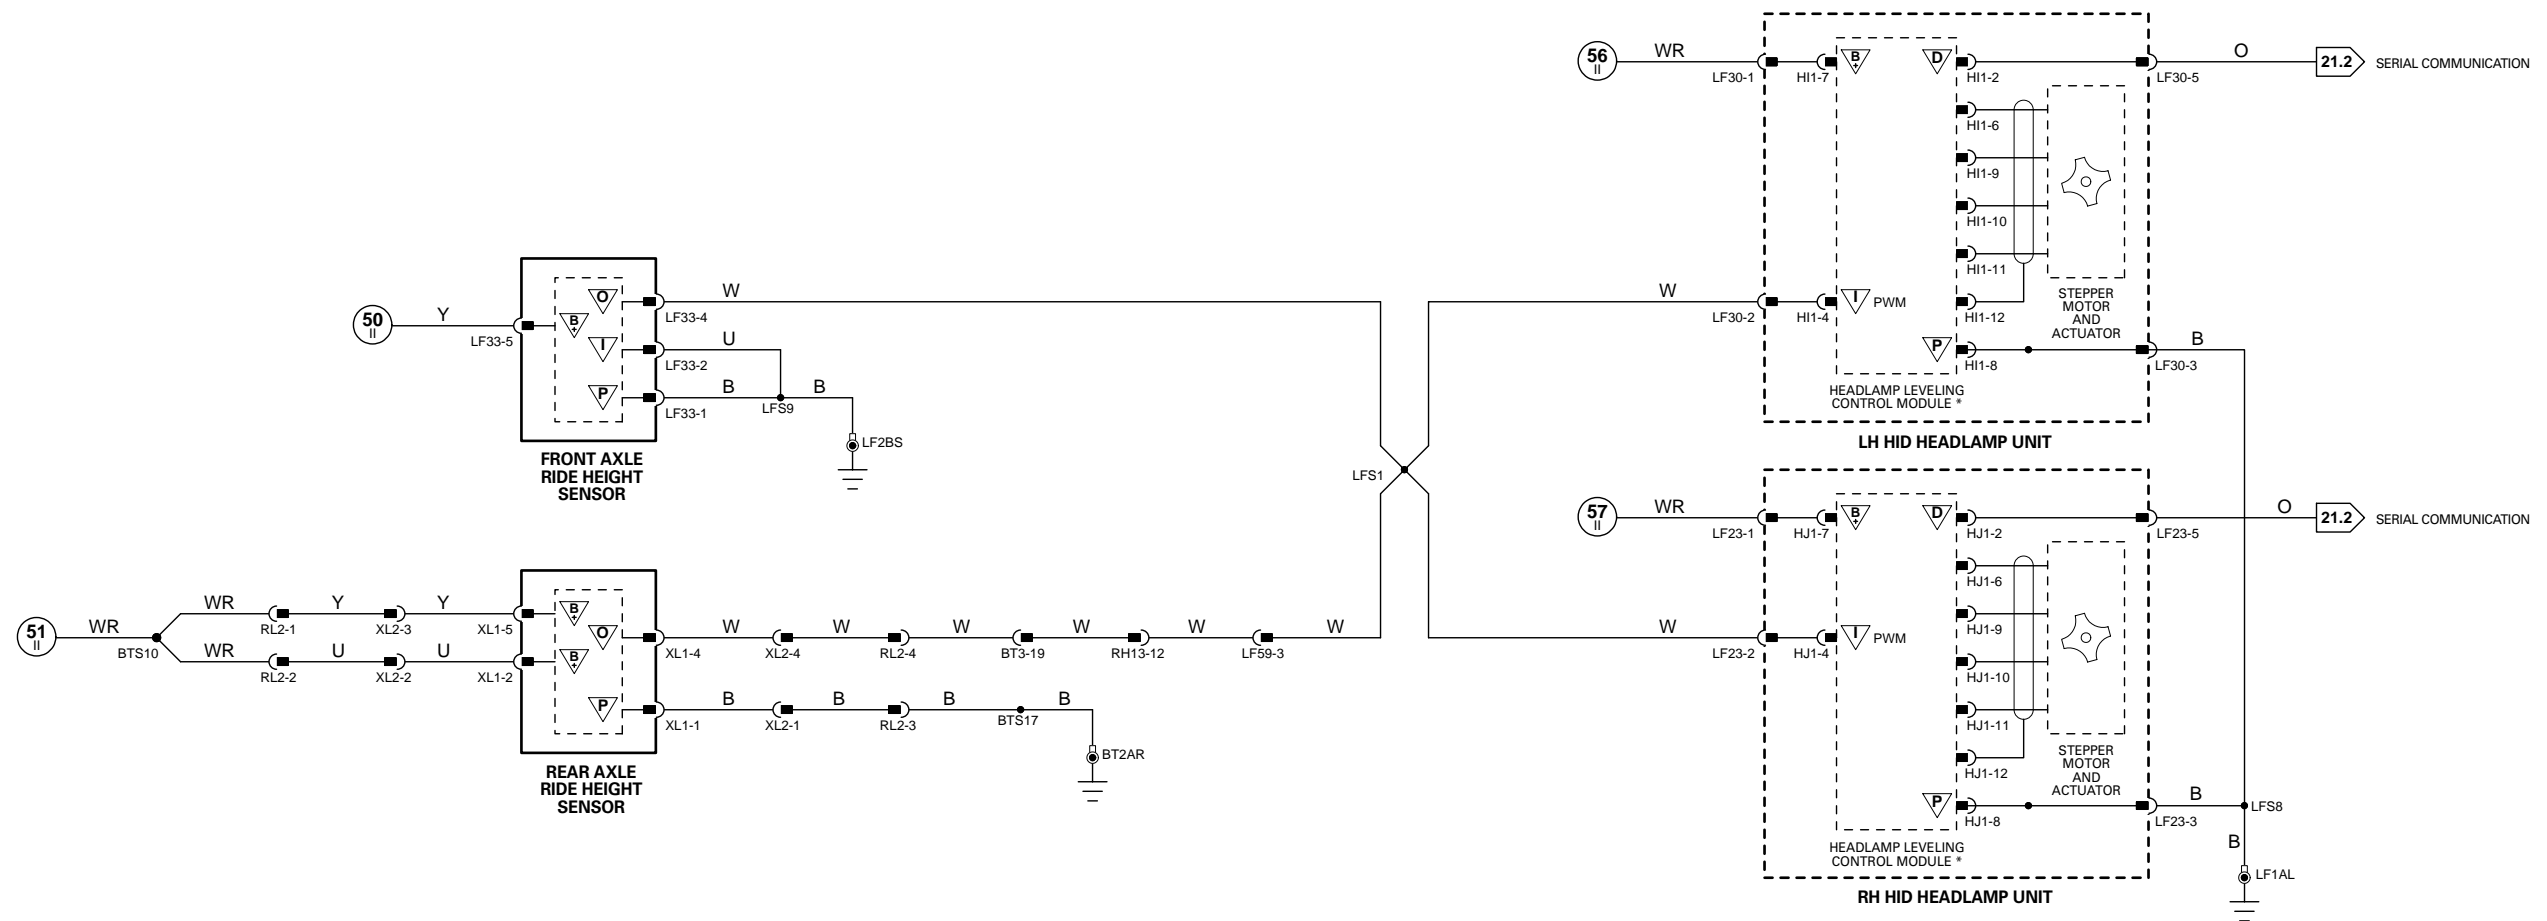 56
II
WR
LF30-1
HI1-7
B
+
D
HI1-2
LF30-5
O
21.2
SERIAL COMMUNICATION
HI1-6
HI1-9
HI1-10
HI1-11
HI1-12
W
LF30-2
HI1-4
I
PWM
P
HI1-8
STEPPER
MOTOR
AND
ACTUATOR
B
LF30-3
HEADLAMP LEVELING
CONTROL MODULE *
LH HID HEADLAMP UNIT
50
II
Y
LF33-5
B
+
O
I
P
W
LF33-4
U
LF33-2
B
LF33-1
LFS9
B
LF2BS
FRONT AXLE
RIDE HEIGHT
SENSOR
LFS1
57
II
WR
LF23-1
HJ1-7
B
+
D
HJ1-2
LF23-5
O
21.2
SERIAL COMMUNICATION
HJ1-6
HJ1-9
HJ1-10
HJ1-11
HJ1-12
W
LF23-2
HJ1-4
I
PWM
P
HJ1-8
STEPPER
MOTOR
AND
ACTUATOR
B
LF23-3
LFS8
B
LF1AL
HEADLAMP LEVELING
CONTROL MODULE *
RH HID HEADLAMP UNIT
51
II
WR
BTS10
WR
RL2-1
Y
XL2-3
Y
XL1-5
WR
RL2-2
U
XL2-2
U
XL1-2
B
+
O
B
+
P
XL1-4
W
XL2-4
W
RL2-4
W
BT3-19
W
RH13-12
W
LF59-3
W
XL1-1
B
XL2-1
B
RL2-3
B
BTS17
B
BT2AR
REAR AXLE
RIDE HEIGHT
SENSOR